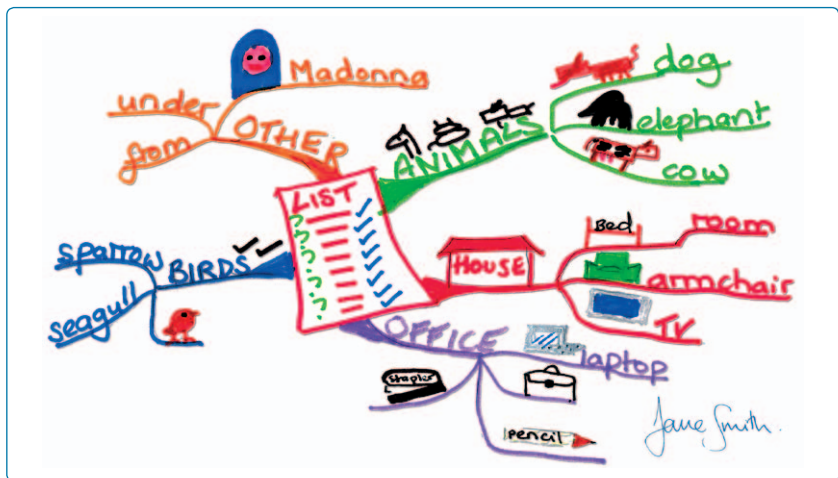 LIST
OTHER
Madonna
under
from
ANIMALS
dog
elephant
cow
HOUSE
Bed
room
armchair
TV
OFFICE
laptop
stapler
pencil
BIRDS
sparrow
seagull
Jane Smith.